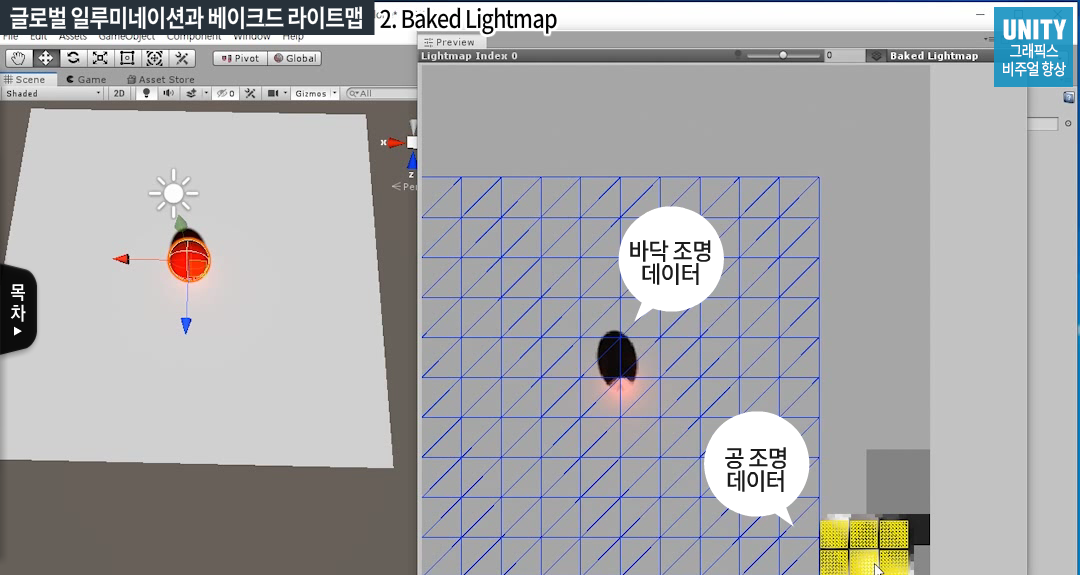 글로벌 일루미네이션과 베이크드 라이트맵
2. Baked Lightmap
UNITY
그래픽스
비주얼 향상
File Edit Assets GameObject Component Window Help
Pivot Global
Scene Game Asset Store
Shaded 2D 0 Gizmos All
Preview
Lightmap Index 0 0 Baked Lightmap
x
z
Per
목
차
바닥 조명
데이터
공 조명
데이터